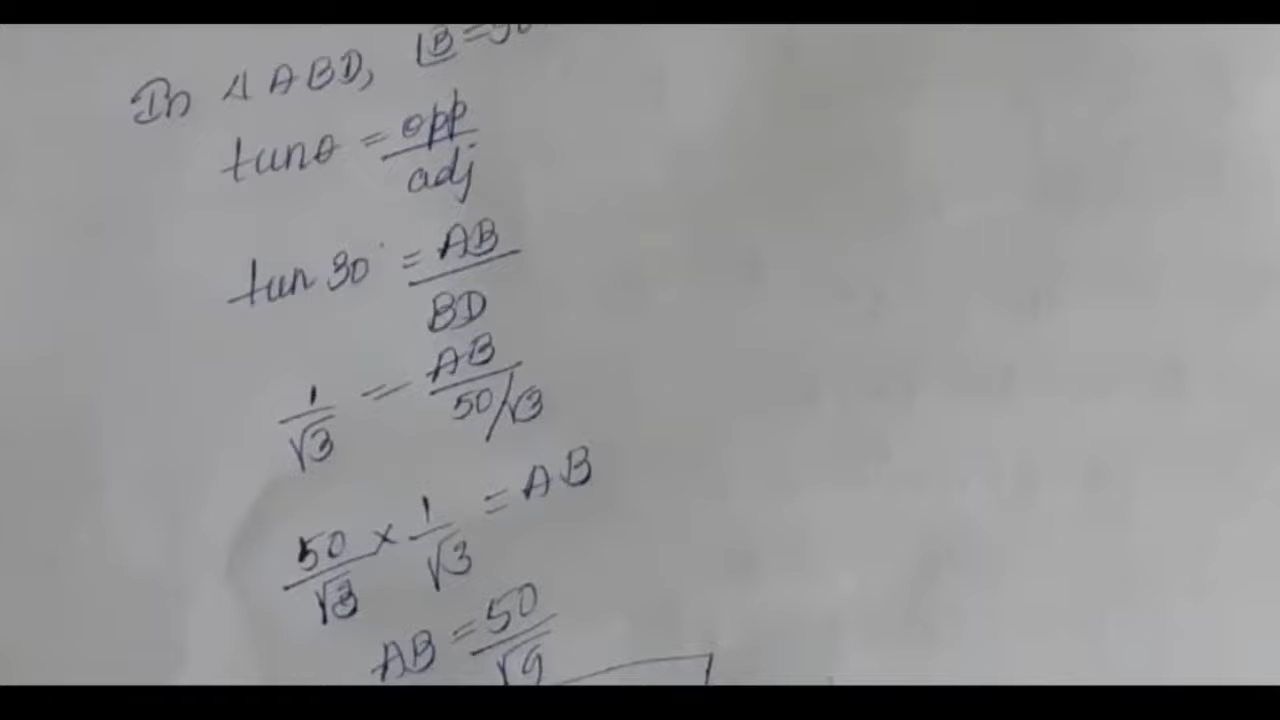 In Δ ABD, ∠B=90
tanθ = opp/adj
tan 30° = AB/BD
1/√3 = AB/50/√3
50/√3 × 1/√3 = AB
AB = 50/√9